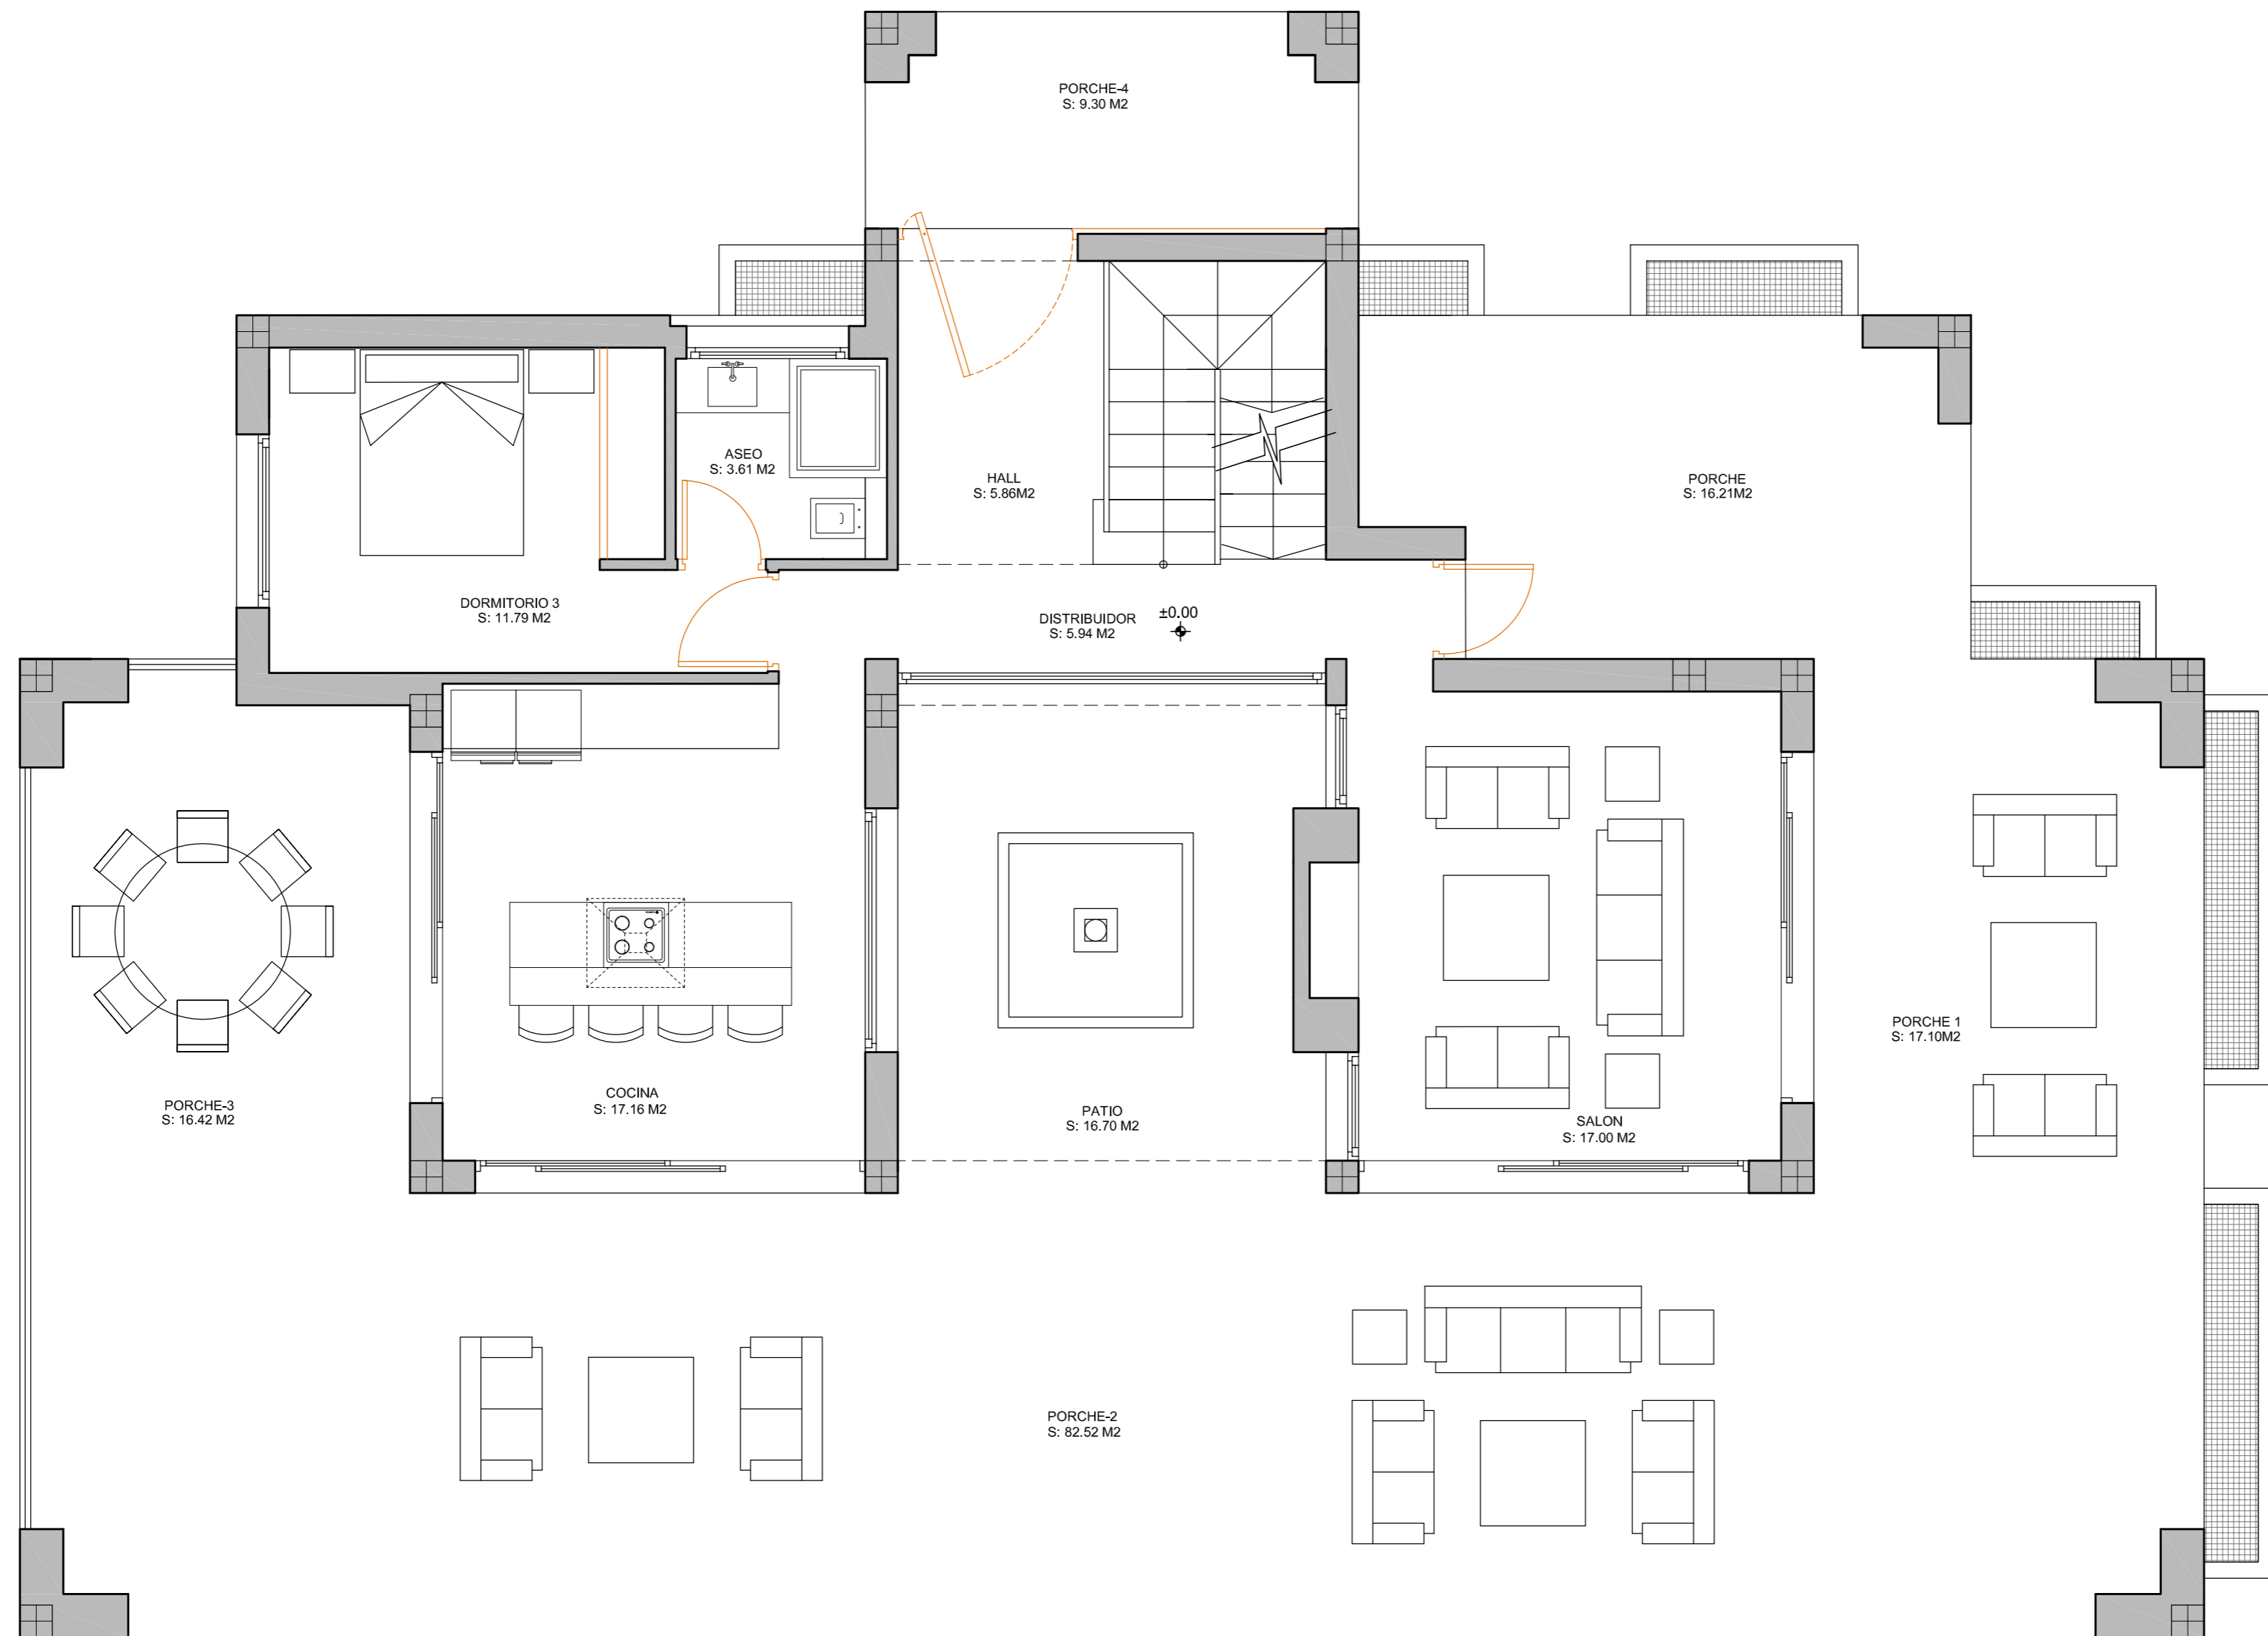 PORCHE-4
S: 9.30 M2
ASEO
S: 3.61 M2
HALL
S: 5.86M2
PORCHE
S: 16.21M2
DORMITORIO 3
S: 11.79 M2
DISTRIBUIDOR
S: 5.94 M2
±0.00
PORCHE 1
S: 17.10M2
COCINA
S: 17.16 M2
PORCHE-3
S: 16.42 M2
PATIO
S: 16.70 M2
SALON
S: 17.00 M2
PORCHE-2
S: 82.52 M2